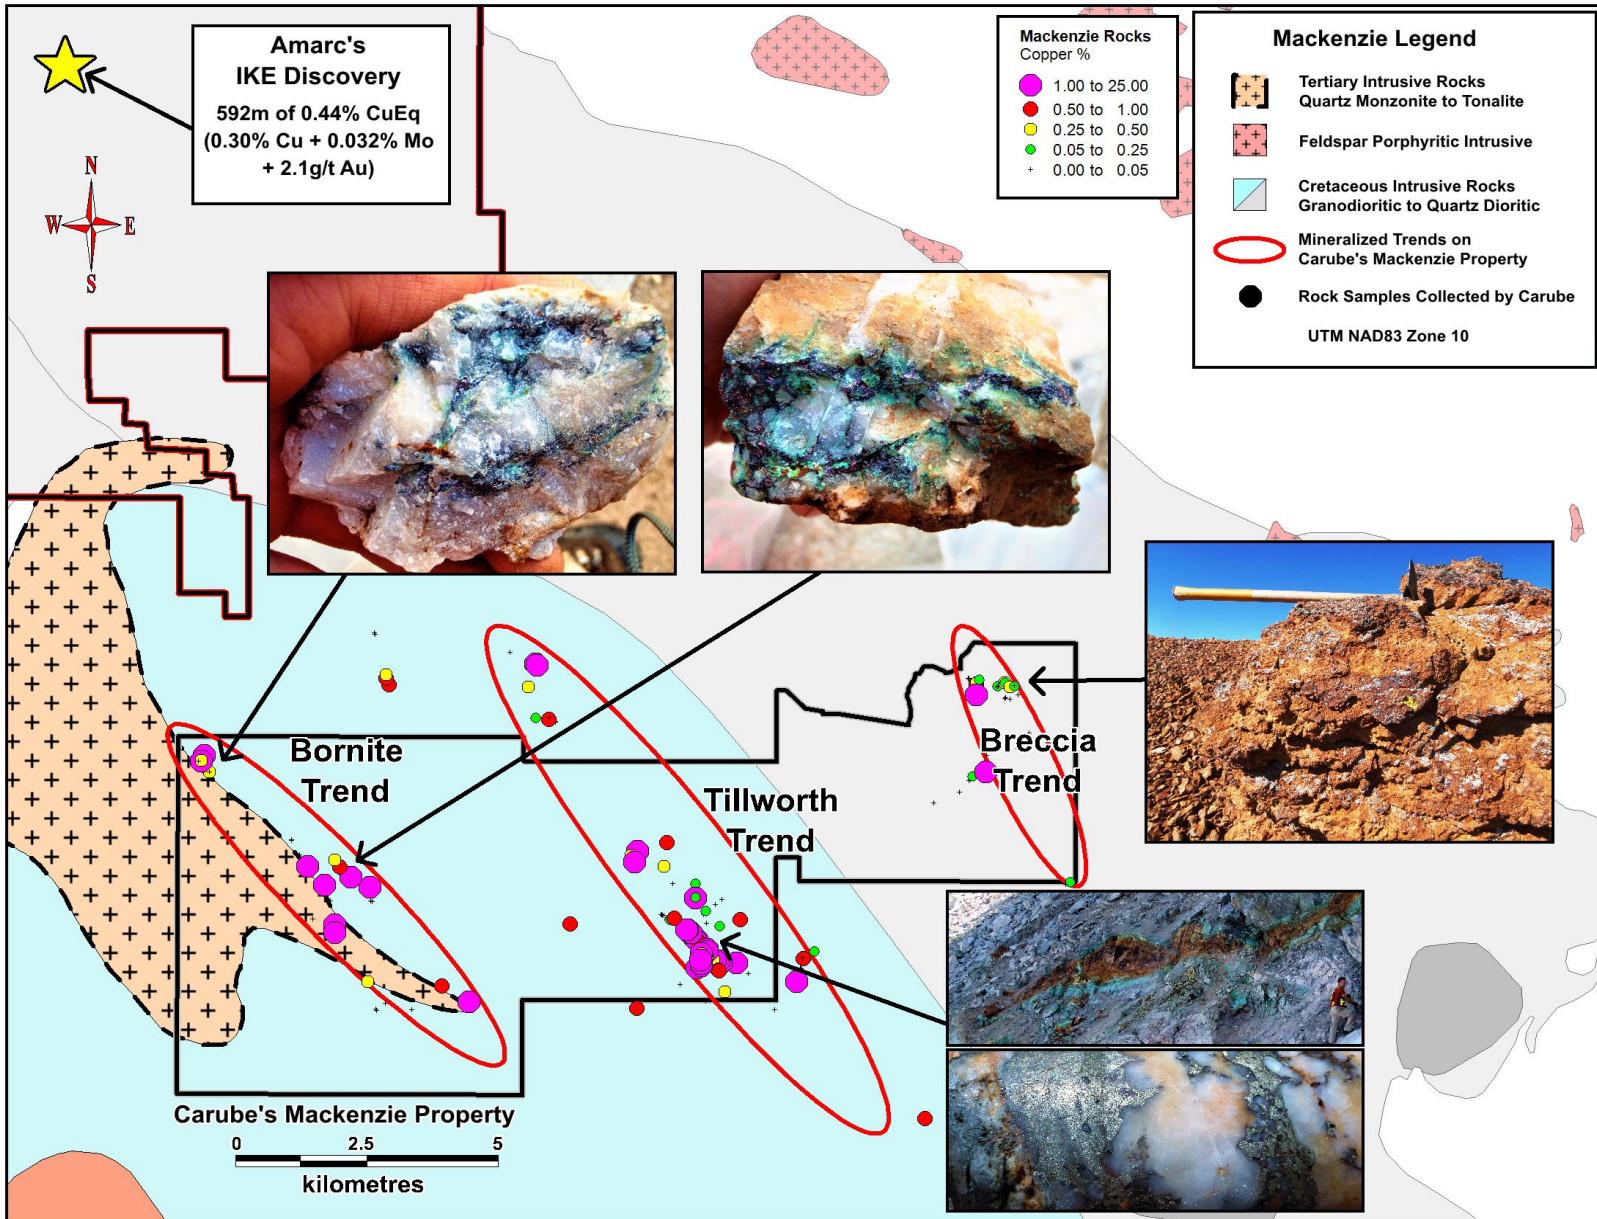 Amarc's
IKE Discovery
592m of 0.44% CuEq
(0.30% Cu + 0.032% Mo
+ 2.1g/t Au)
N
W
E
S
Mackenzie Rocks
Copper %
1.00 to 25.00
0.50 to 1.00
0.25 to 0.50
0.05 to 0.25
0.00 to 0.05
Mackenzie Legend
Tertiary Intrusive Rocks
Quartz Monzonite to Tonalite
Feldspar Porphyritic Intrusive
Cretaceous Intrusive Rocks
Granodioritic to Quartz Dioritic
Mineralized Trends on
Carube's Mackenzie Property
Rock Samples Collected by Carube
UTM NAD83 Zone 10
Bornite
Trend
Tillworth
Trend
Breccia
Trend
Carube's Mackenzie Property
0 2.5 5
kilometres